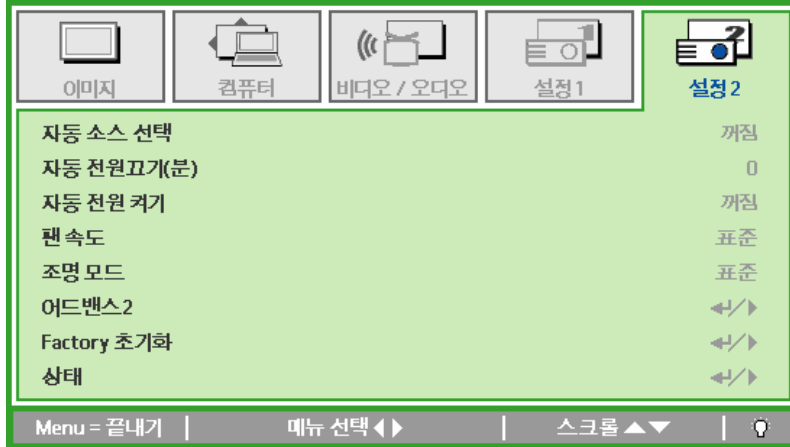 이미지 컴퓨터 비디오 / 오디오 설정 1 설정 2
자동 소스 선택 꺼짐
자동 전원끄기(분) 0
자동 전원 켜기 꺼짐
팬 속도 표준
조명 모드 표준
어드밴스2
Factory 초기화
상태
Menu = 끝내기 메뉴 선택 스크롤